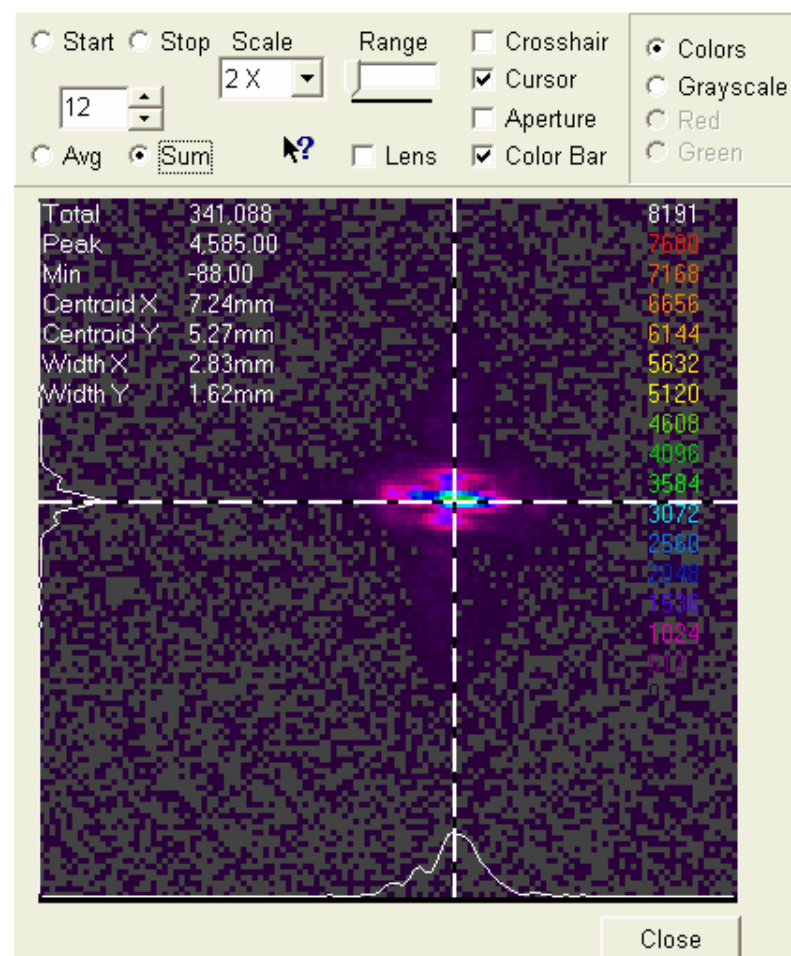 Start Stop Scale Range Crosshair Colors
2 X Cursor Grayscale
12 Aperture Red
Avg Sum ? Lens Color Bar Green
Total 341,088 8191
Peak 4,585.00 7680
Min -88.00 7168
Centroid X 7.24mm 6656
Centroid Y 5.27mm 6144
Width X 2.83mm 5632
Width Y 1.62mm 5120
4608
4096
3584
3072
2560
2048
1536
1024
Close